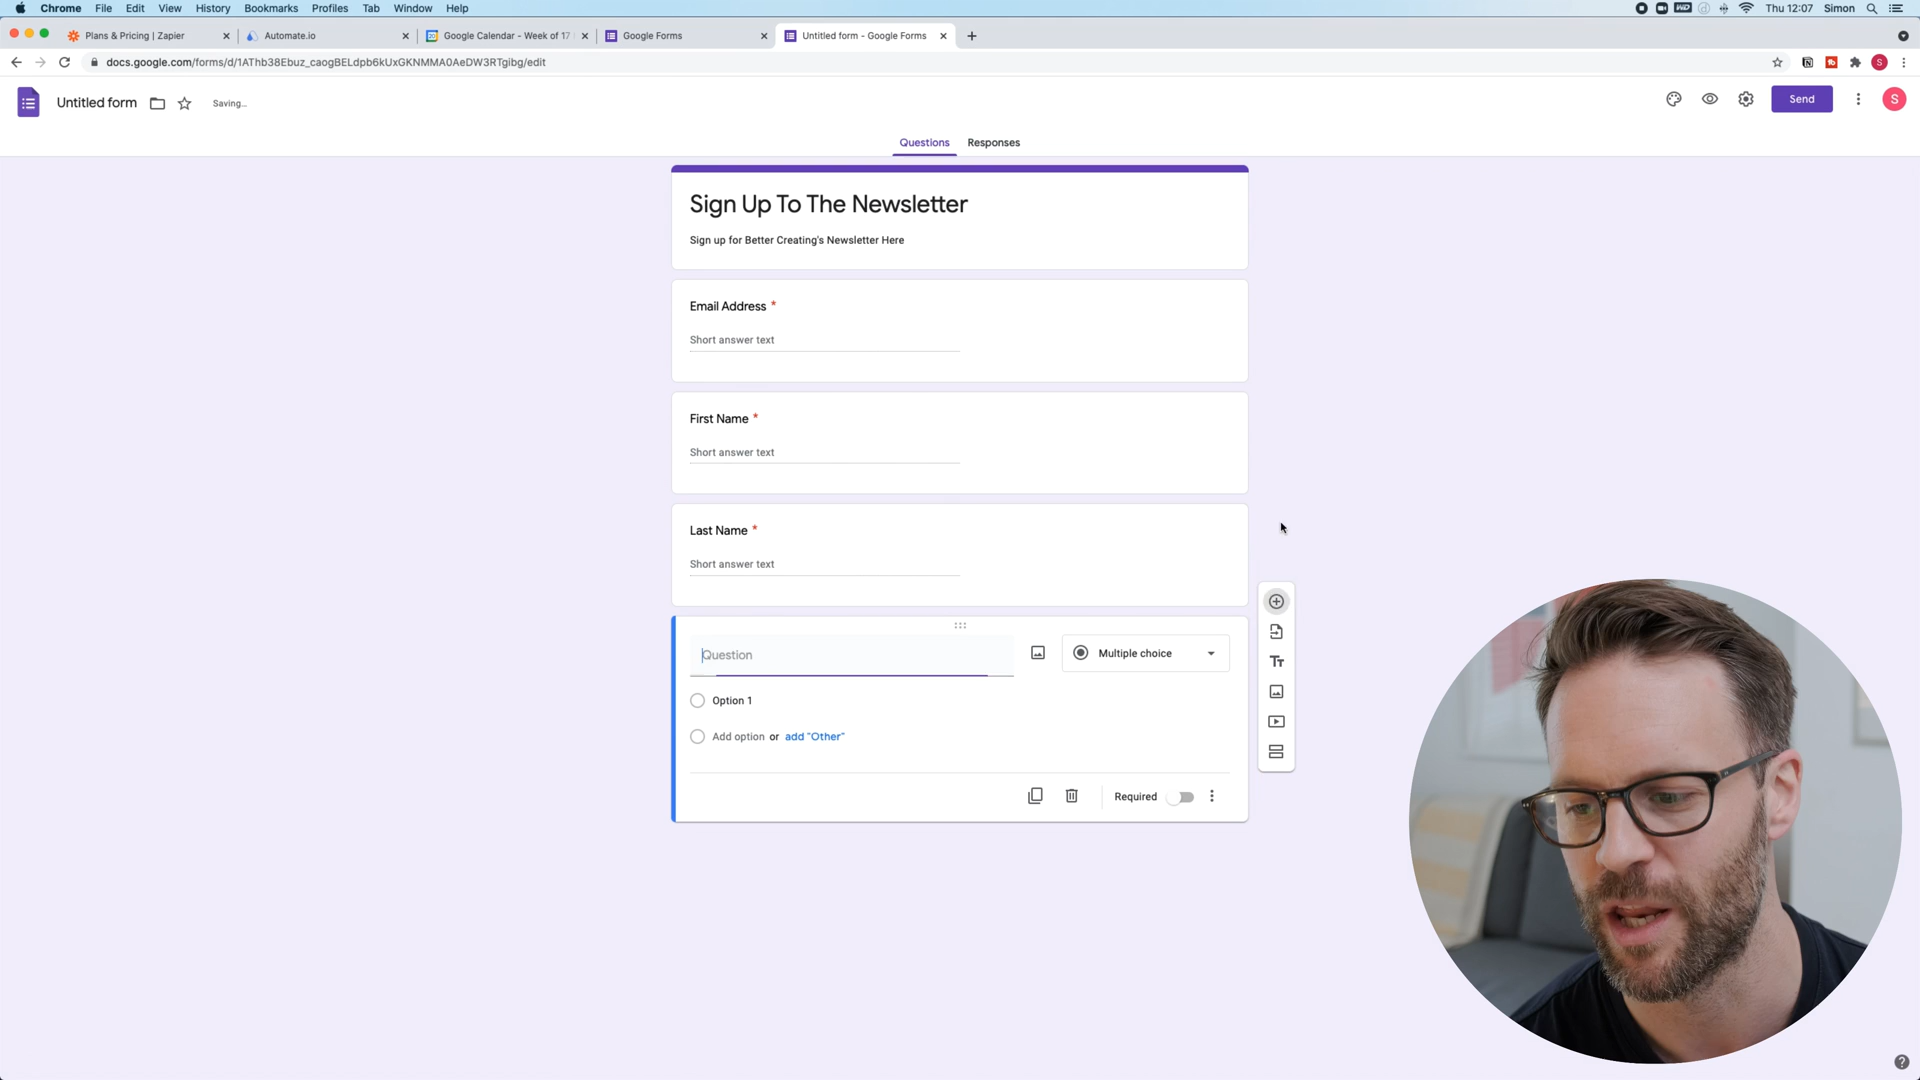 Chrome File Edit View History Bookmarks Profiles Tab Window Help
Thu 12:07 Simon
Plans & Pricing | Zapier
Automate.io
Google Calendar - Week of 17
Google Forms
Untitled form - Google Forms
docs.google.com/forms/d/1AThb38Ebuz_caogBELdpb6kUxGKNMMA0AeDW3RTgibg/edit
S
Untitled form
Saving...
Send
S
Questions
Responses
Sign Up To The Newsletter
Sign up for Better Creating's Newsletter Here
Email Address *
Short answer text
First Name *
Short answer text
Last Name *
Short answer text
Question
Multiple choice
Option 1
Add option or add "Other"
Required